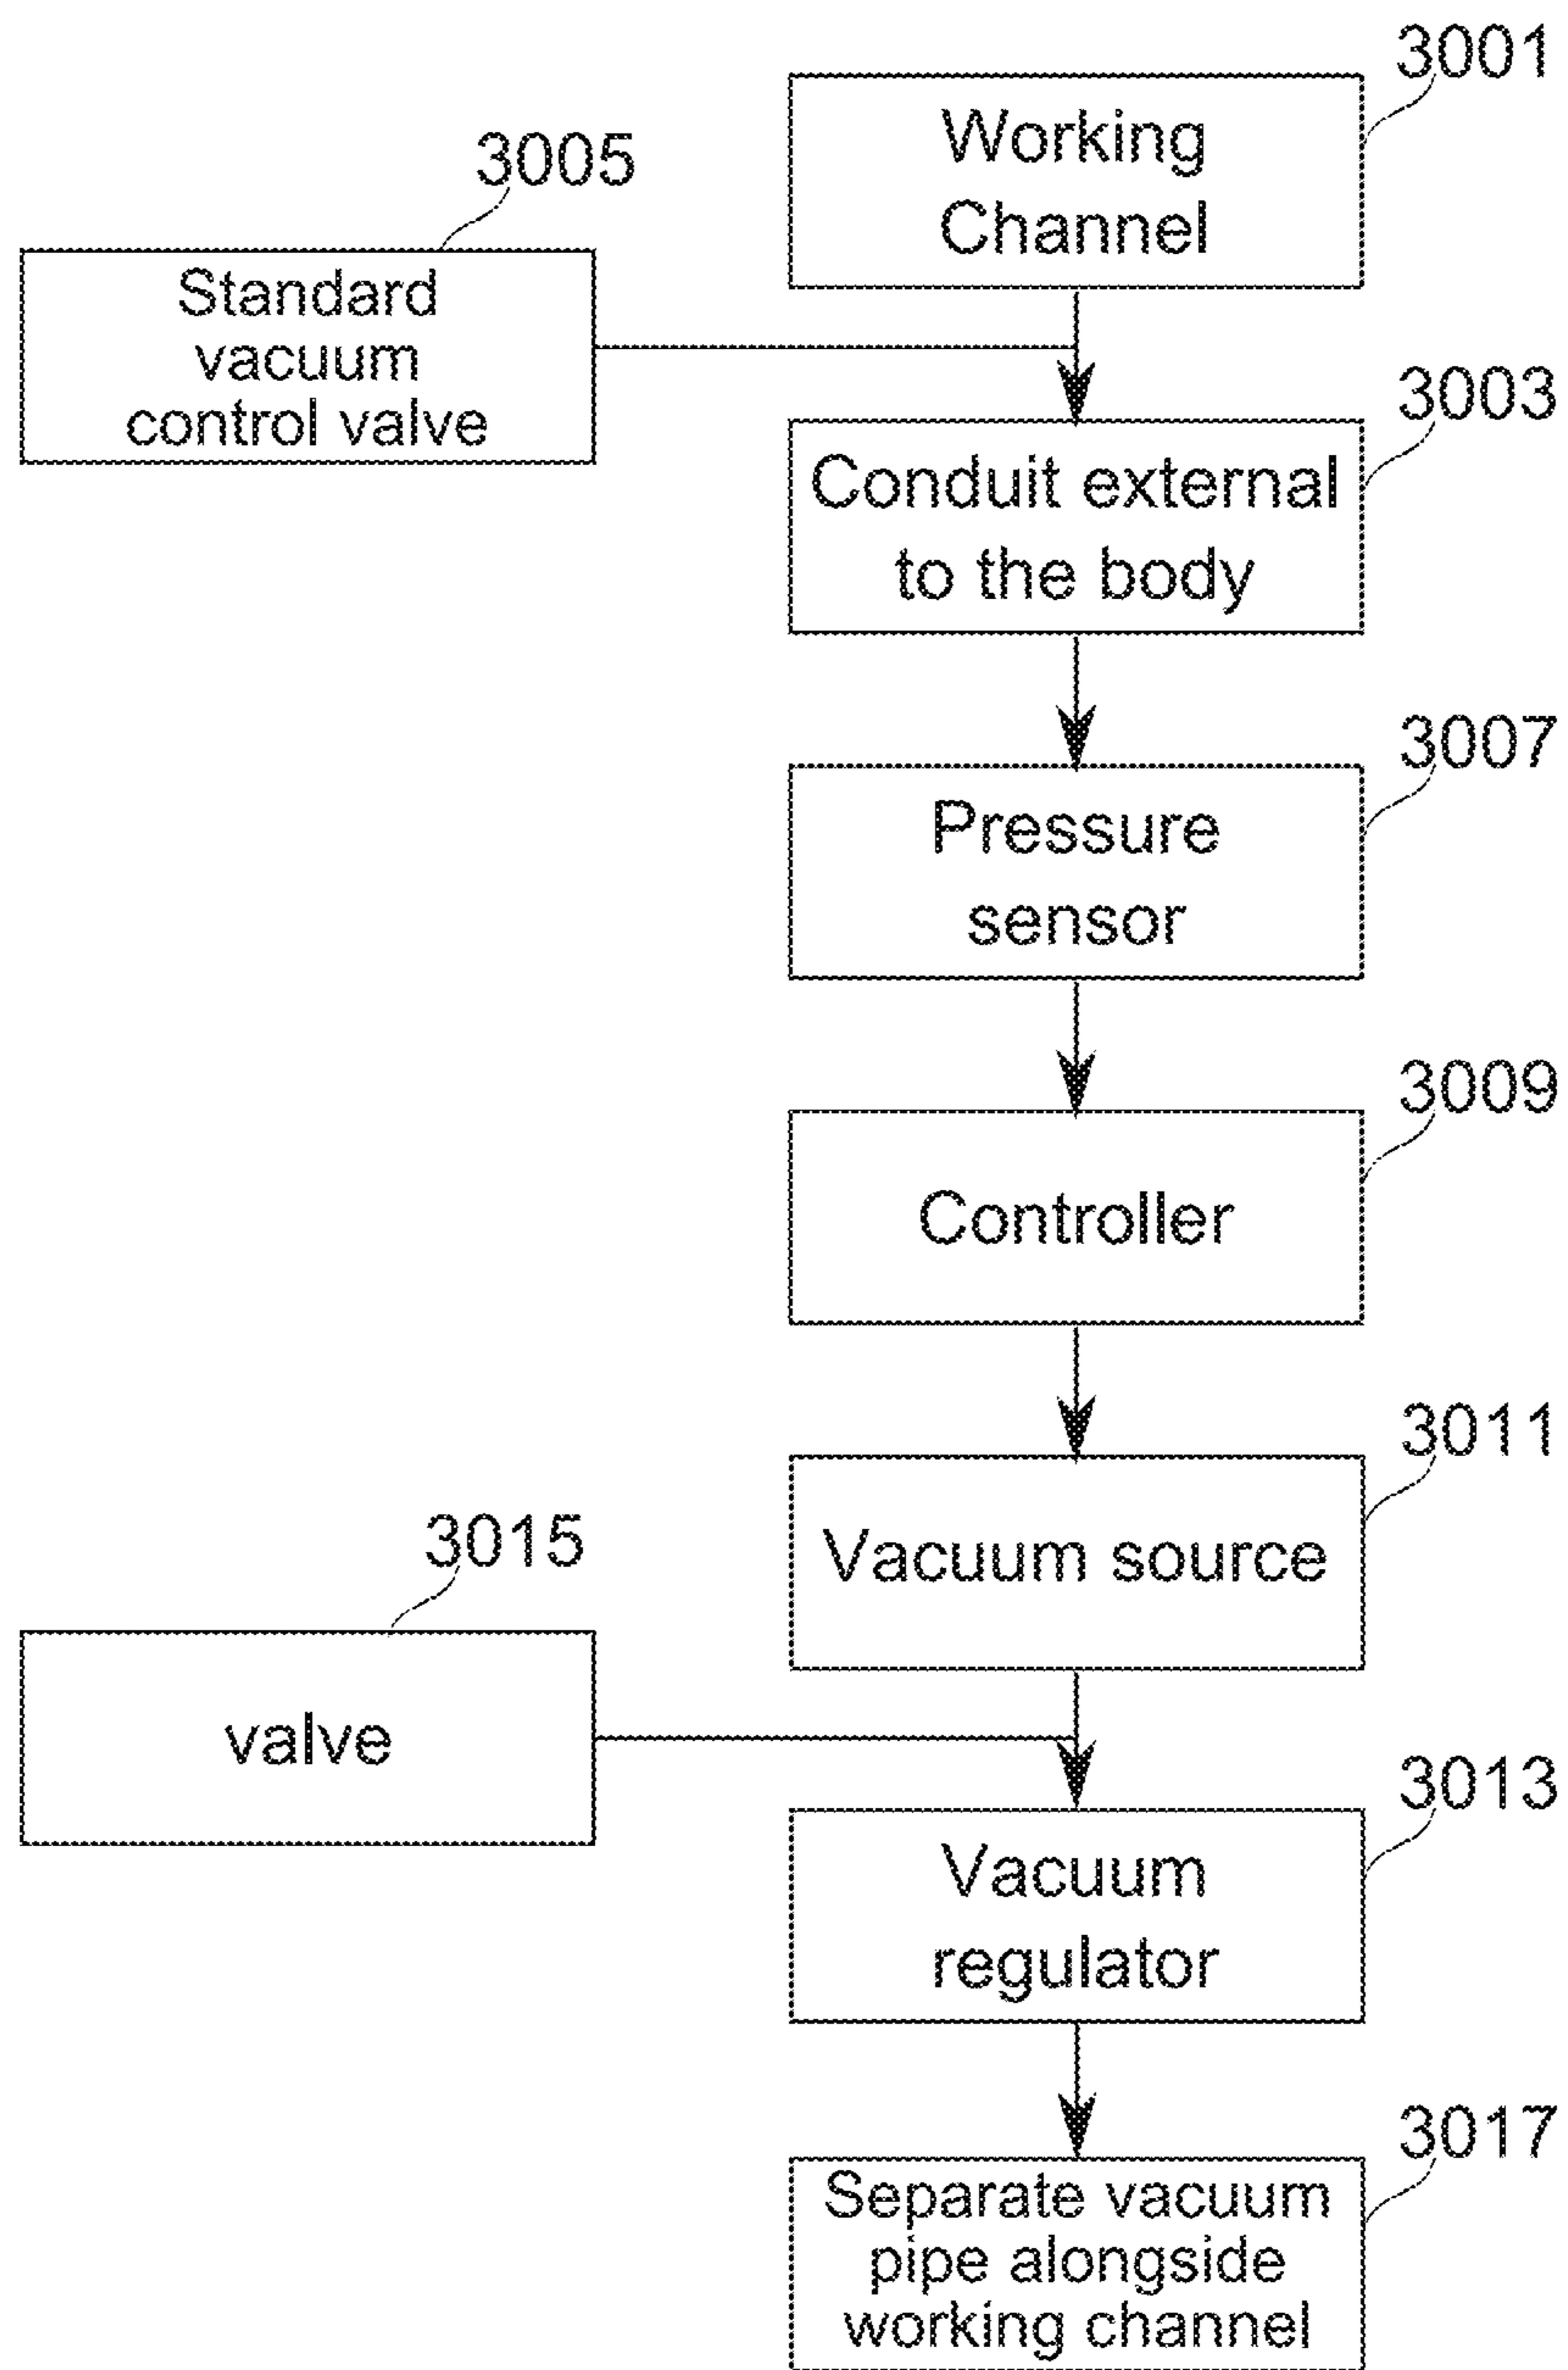 3001
Working
Channel
3005
Standard
vacuum
control valve
3003
Conduit external
to the body
3007
Pressure
sensor
3009
Controller
3011
Vacuum source
3015
valve
3013
Vacuum
regulator
3017
Separate vacuum
pipe alongside
working channel